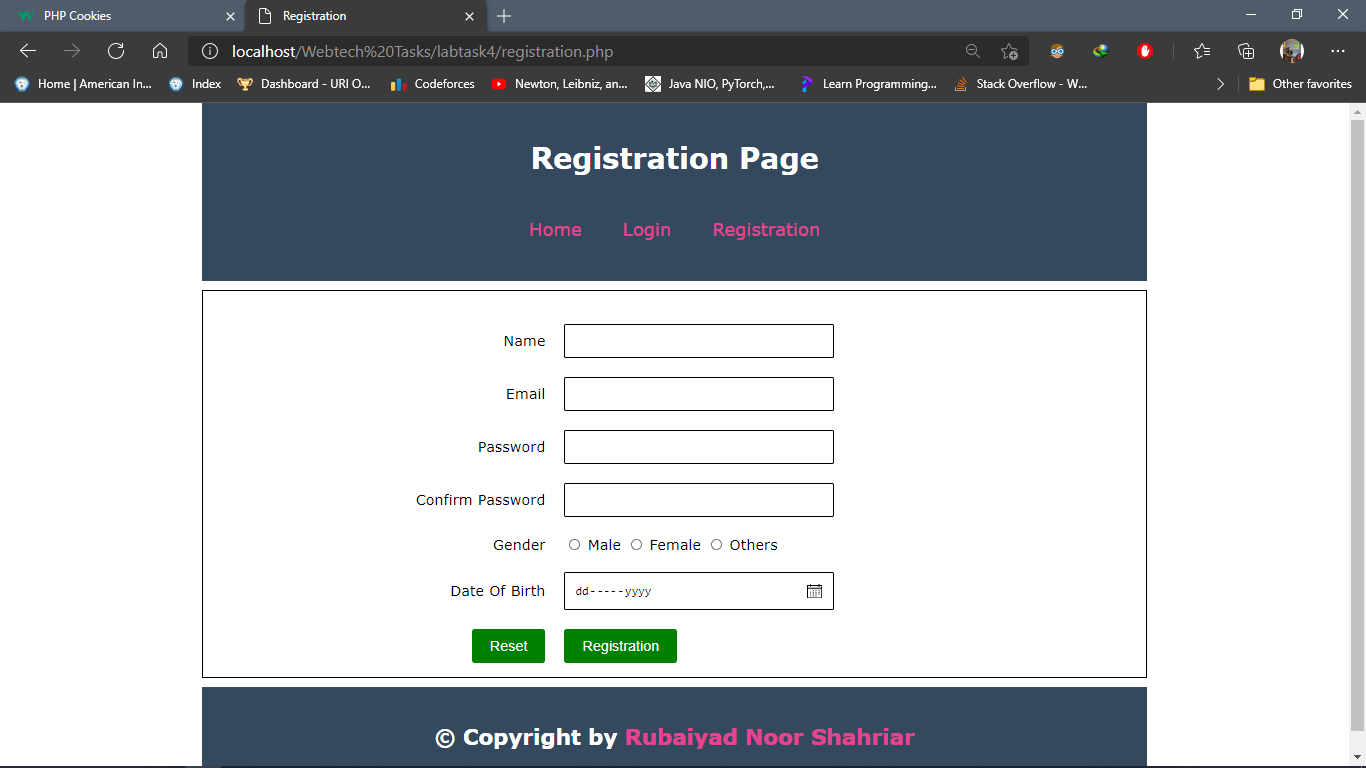 PHP Cookies
Registration
localhost/Webtech%20Tasks/labtask4/registration.php
Home | American In...
Index
Dashboard - URI O...
Codeforces
Newton, Leibniz, an...
Java NIO, PyTorch,...
Learn Programming...
Stack Overflow - W...
Other favorites
Registration Page
Home Login Registration
Name
Email
Password
Confirm Password
Gender Male Female Others
Date Of Birth dd-----yyyy
Reset Registration
© Copyright by Rubaiyad Noor Shahriar